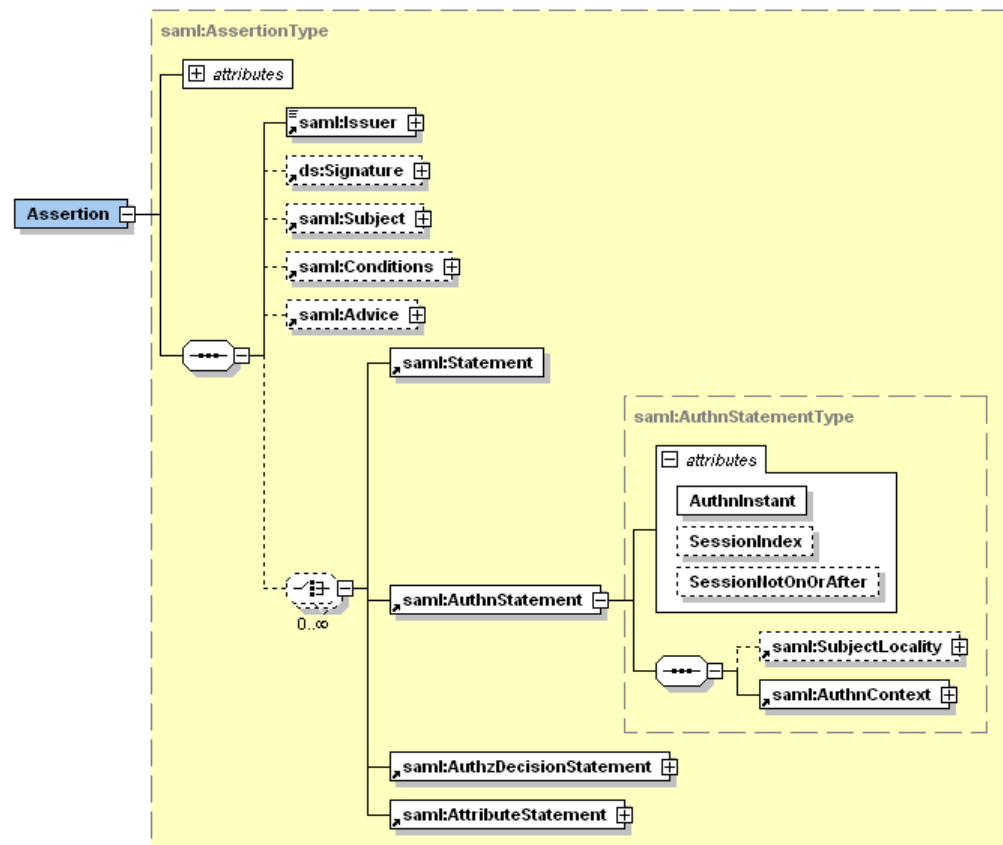 saml:AssertionType
attributes
saml:Issuer
ds:Signature
Assertion
saml:Subject
saml:Conditions
saml:Advice
saml:Statement
saml:AuthnStatementType
attributes
AuthnInstant
SessionIndex
SessionNotOnOrAfter
saml:AuthnStatement
0..∞
saml:SubjectLocality
saml:AuthnContext
saml:AuthzDecisionStatement
saml:AttributeStatement